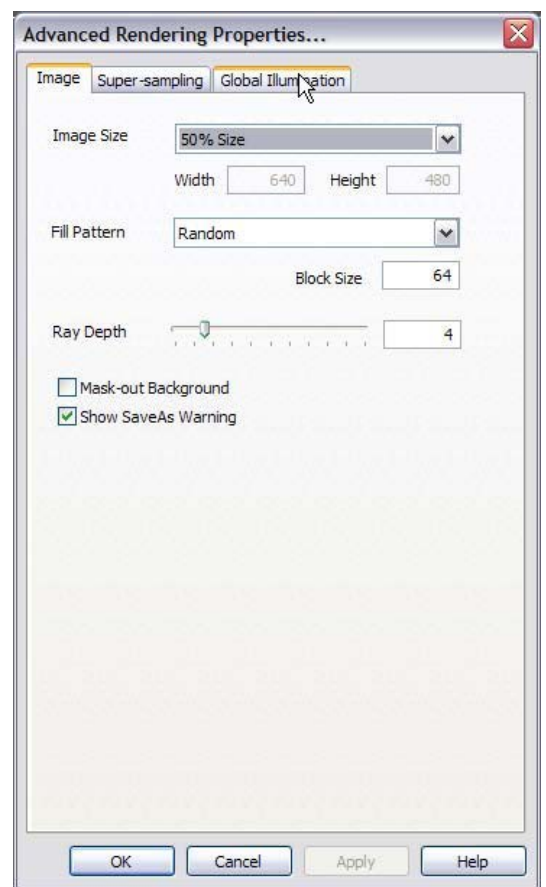 Advanced Rendering Properties...
Image Super-sampling Global Illumination
Image Size 50% Size
Width 640 Height 480
Fill Pattern Random
Block Size 64
Ray Depth 4
Mask-out Background
Show SaveAs Warning
OK Cancel Apply Help